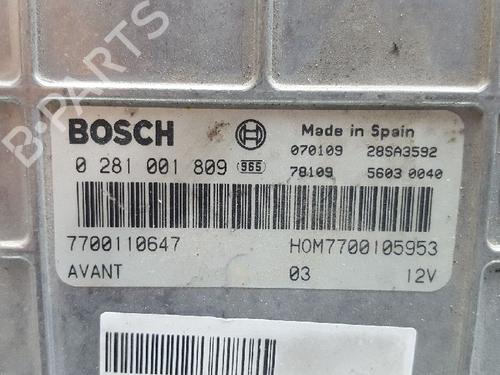 BOSCH
Made in Spain
0 281 001 809 965
070109 28SA3592
78109 5603 0040
7700110647 HOM7700105953
AVANT 03 12V
B-PARTS